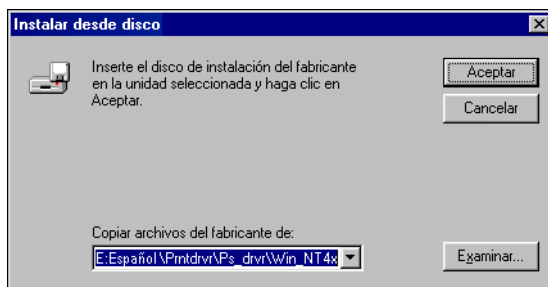 Instalar desde disco
Inserte el disco de instalación del fabricante
en la unidad seleccionada y haga clic en
Aceptar.
Aceptar
Cancelar
Copiar archivos del fabricante de:
E:Español\Prntdrvr\Ps_drvr\Win_NT4x
Examinar...